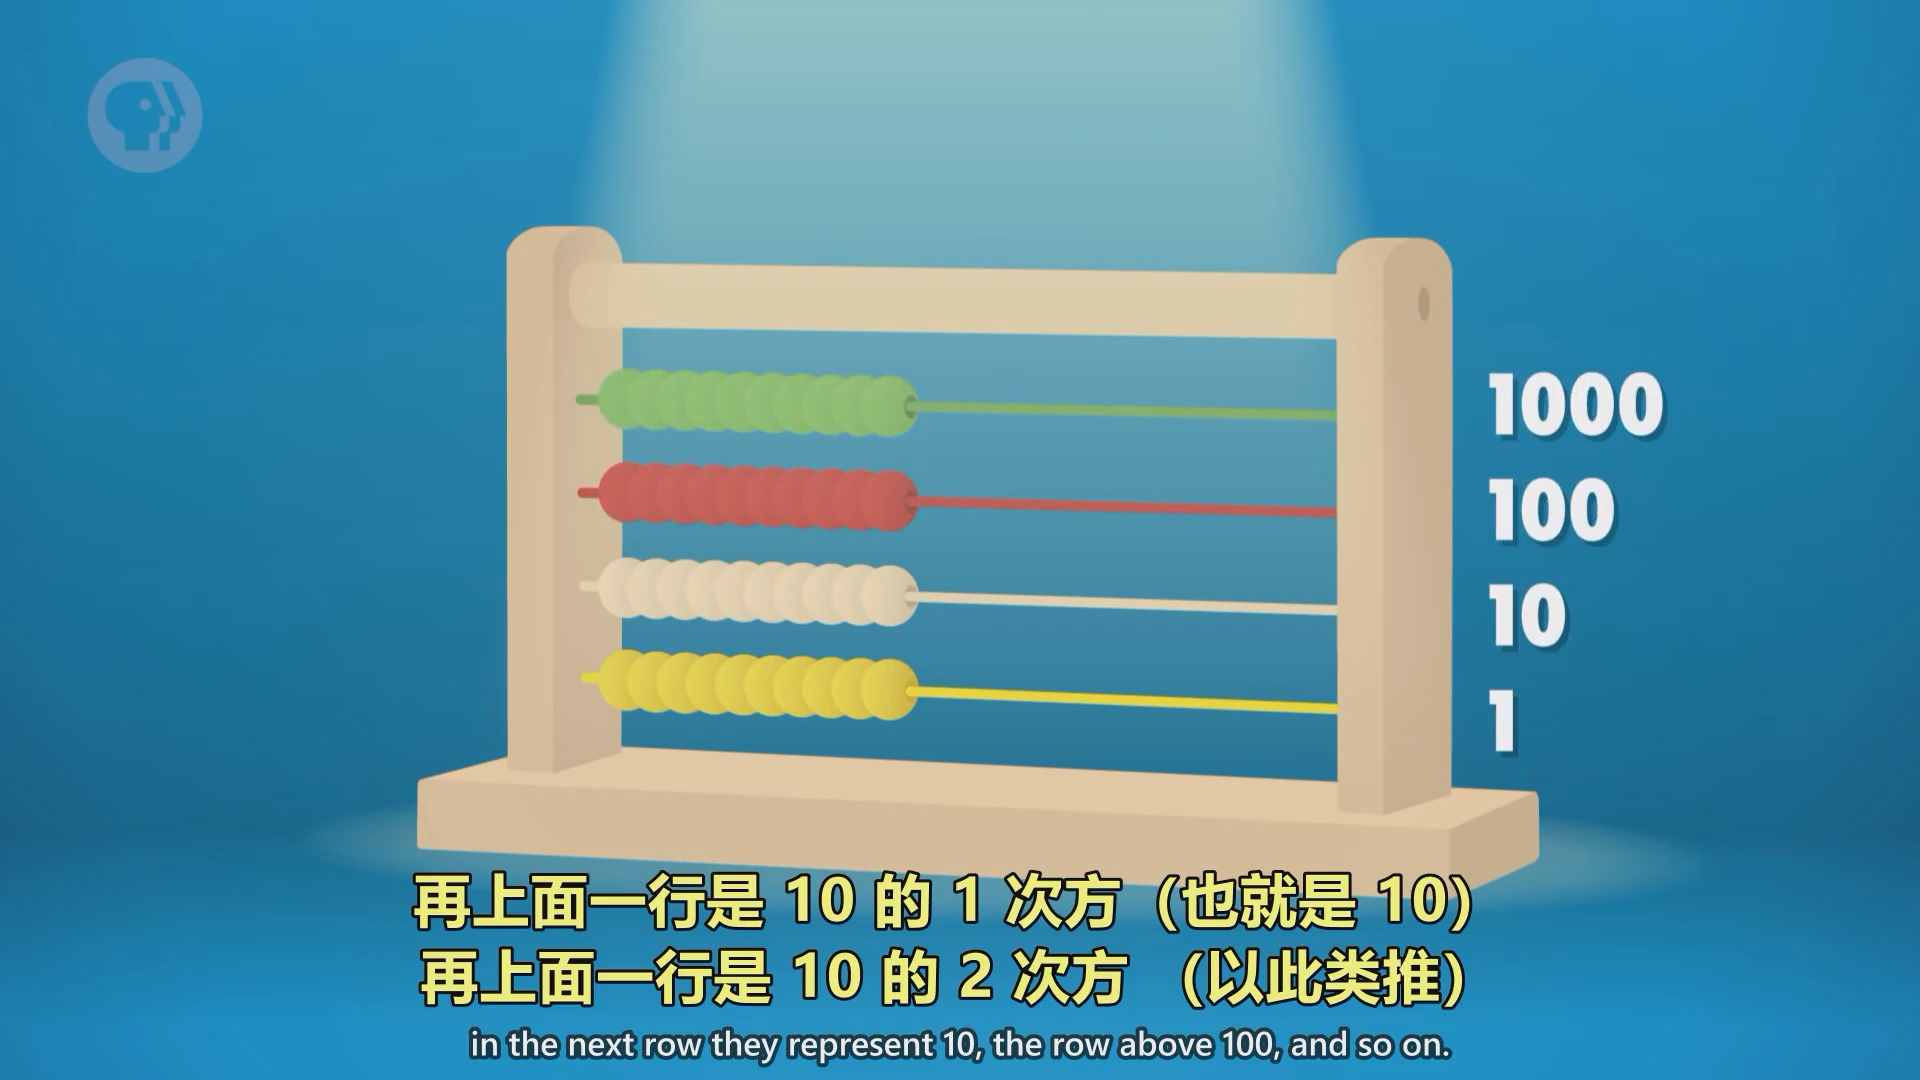 1000
100
10
1
再上面一行是 10 的 1 次方（也就是 10）
再上面一行是 10 的 2 次方 （以此类推）
in the next row they represent 10, the row above 100, and so on.